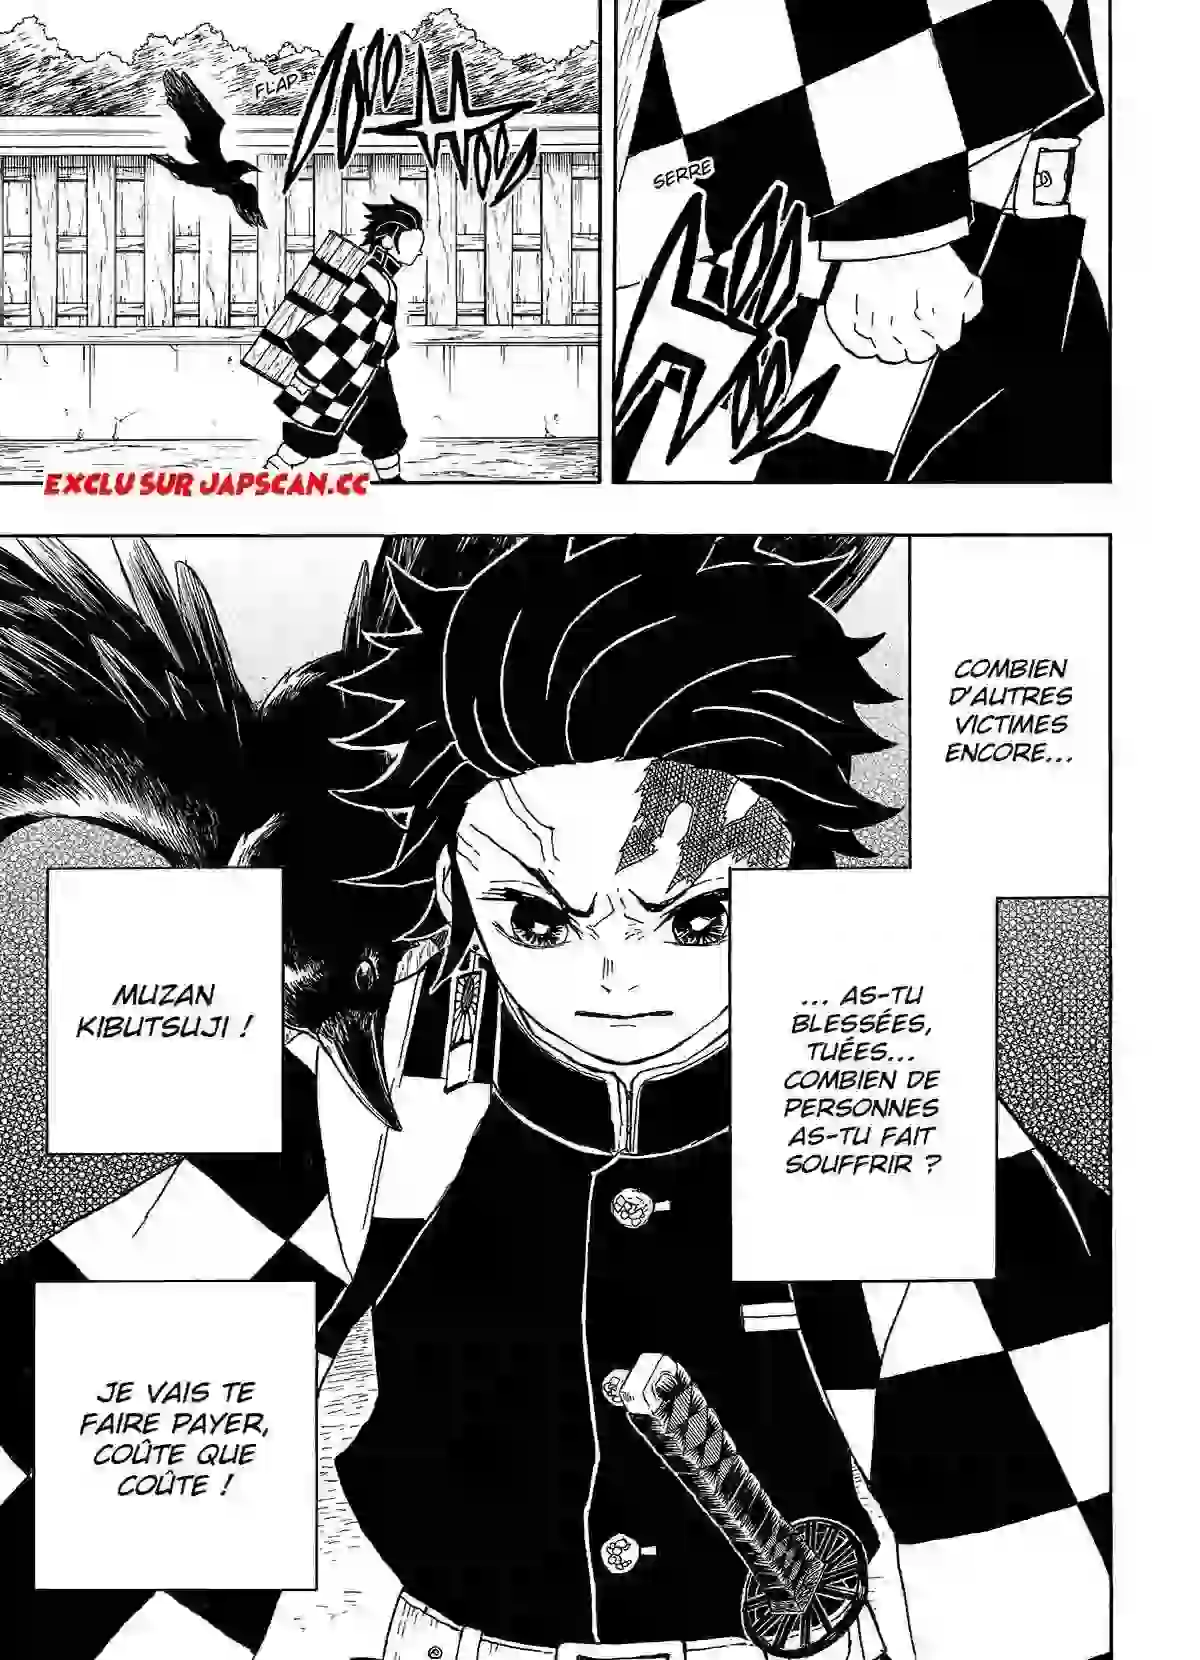 SERRE
FLAP
EXCLU SUR JAPSCAN.CC
COMBIEN
D'AUTRES
VICTIMES
ENCORE...
... AS-TU
BLESSÉES,
TUÉES...
COMBIEN DE
PERSONNES
AS-TU FAIT
SOUFFRIR ?
MUZAN
KIBUTSUJI !
JE VAIS TE
FAIRE PAYER,
COÛTE QUE
COÛTE !